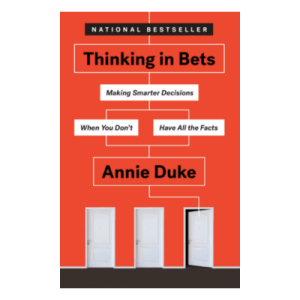 NATIONAL BESTSELLER
Thinking in Bets
Making Smarter Decisions
When You Don't
Have All the Facts
Annie Duke